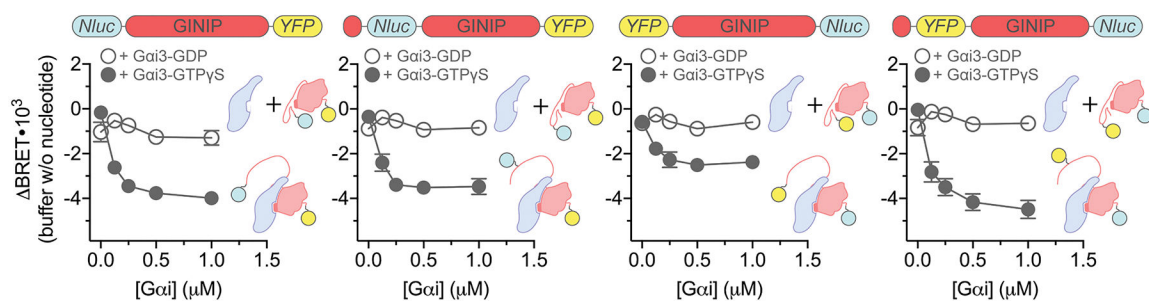 Nluc GINIP YFP
+ Gαi3-GDP
+ Gαi3-GTPγS
ΔBRET•10³
(buffer w/o nucleotide)
0
-2
-4
+
0.0 0.5 1.0 1.5
[Gαi] (μM)
Nluc GINIP YFP
+ Gαi3-GDP
+ Gαi3-GTPγS
0
-2
-4
+
0.0 0.5 1.0 1.5
[Gαi] (μM)
YFP GINIP Nluc
+ Gαi3-GDP
+ Gαi3-GTPγS
0
-2
-4
+
0.0 0.5 1.0 1.5
[Gαi] (μM)
YFP GINIP Nluc
+ Gαi3-GDP
+ Gαi3-GTPγS
0
-2
-4
+
0.0 0.5 1.0 1.5
[Gαi] (μM)